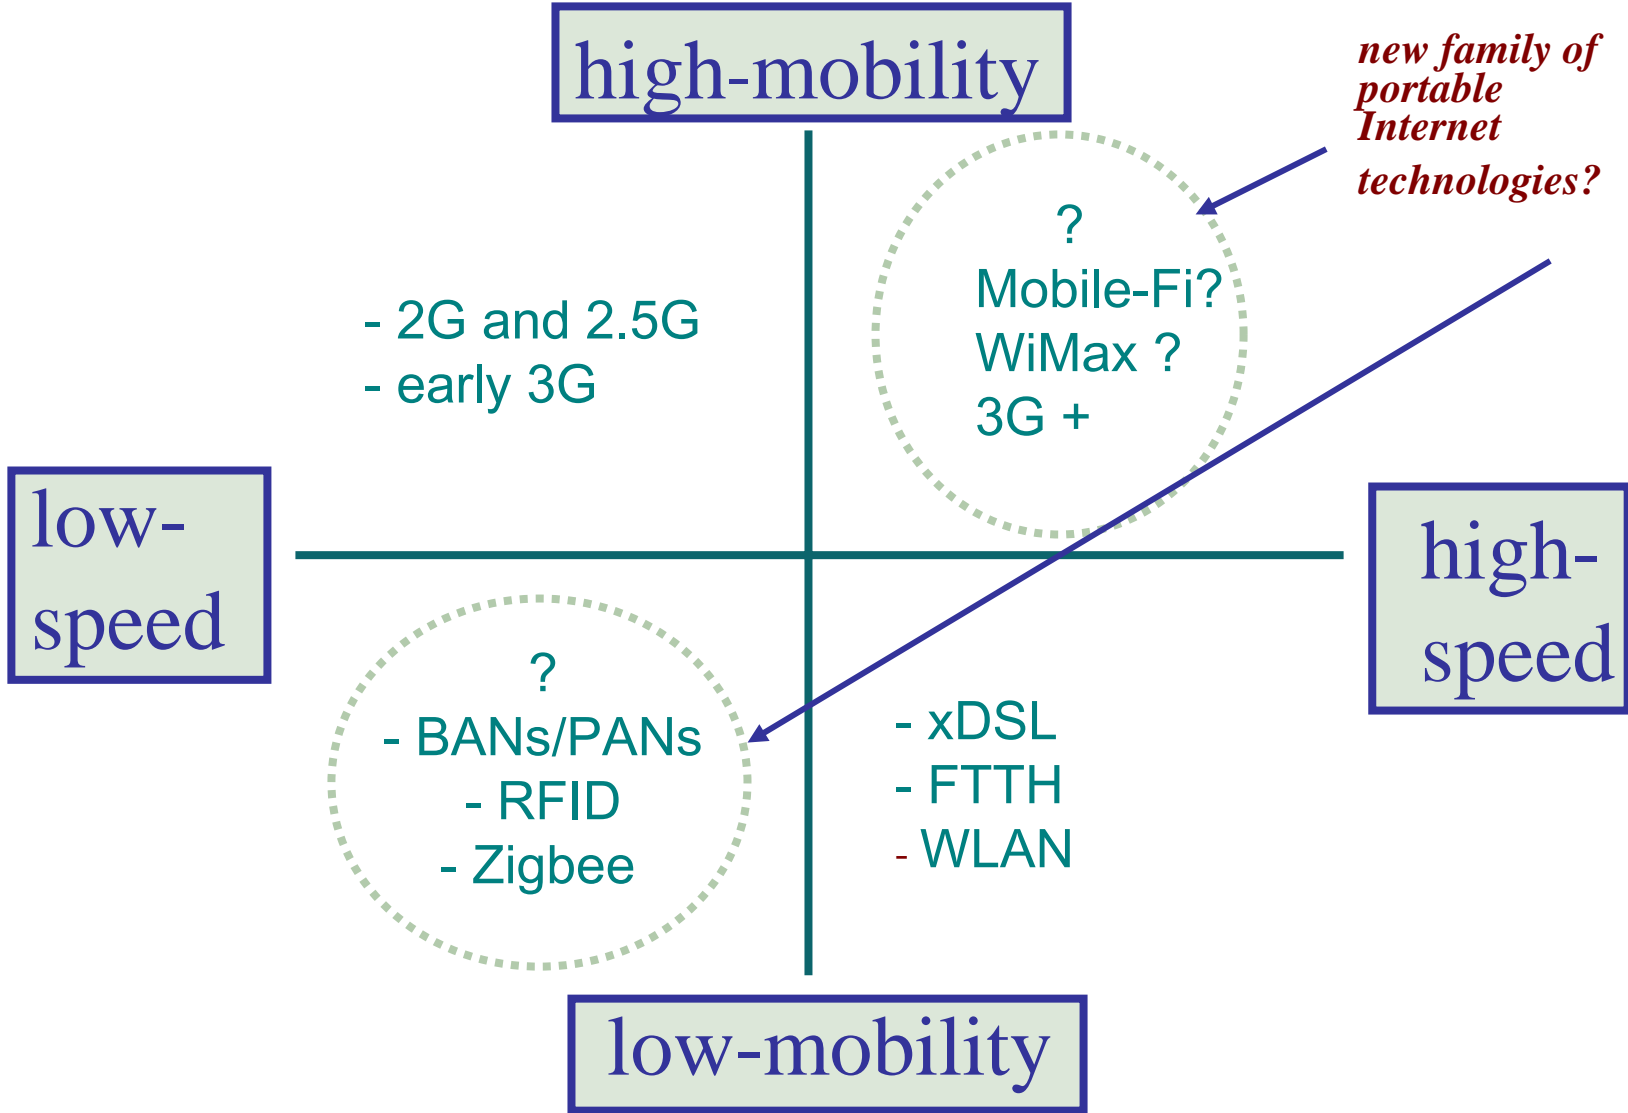 high-mobility
new family of
portable
Internet
technologies?
?
Mobile-Fi?
WiMax ?
3G +
- 2G and 2.5G
- early 3G
low-
speed
high-
speed
?
- BANs/PANs
- RFID
- Zigbee
- xDSL
- FTTH
- WLAN
low-mobility